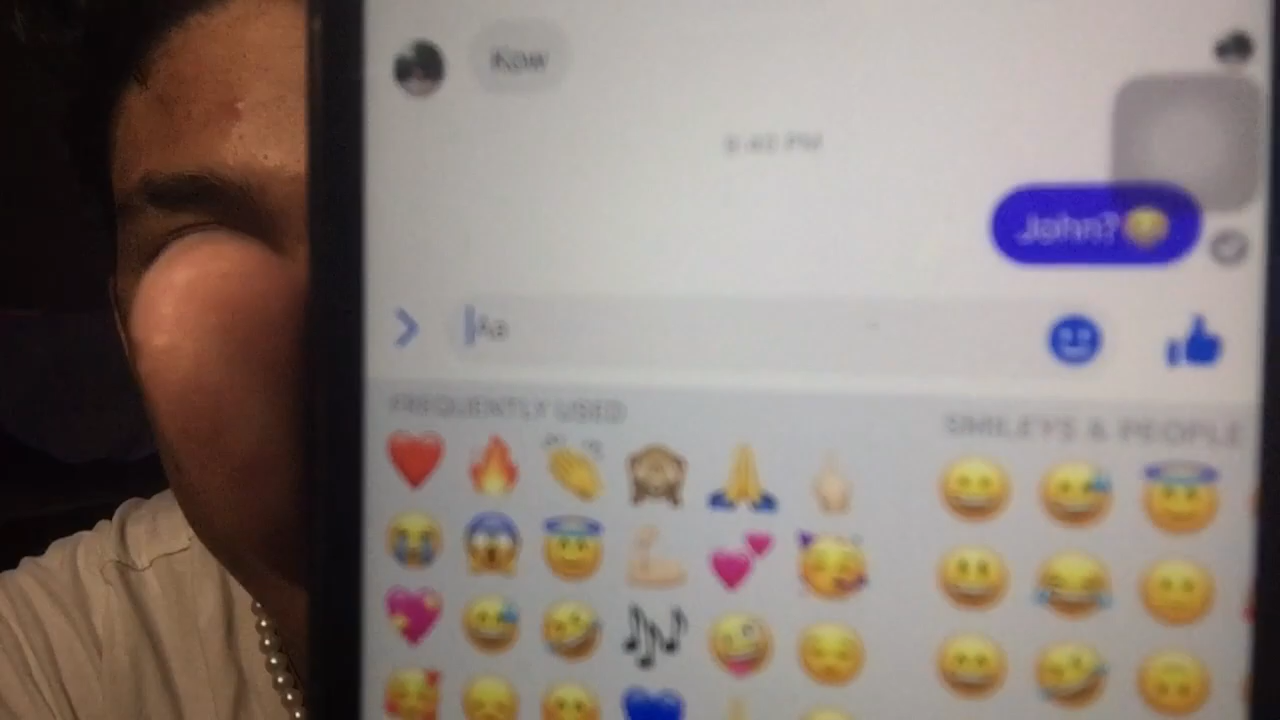 Kow
9:40 PM
John?😂
Aa
FREQUENTLY USED
SMILEYS & PEOPLE